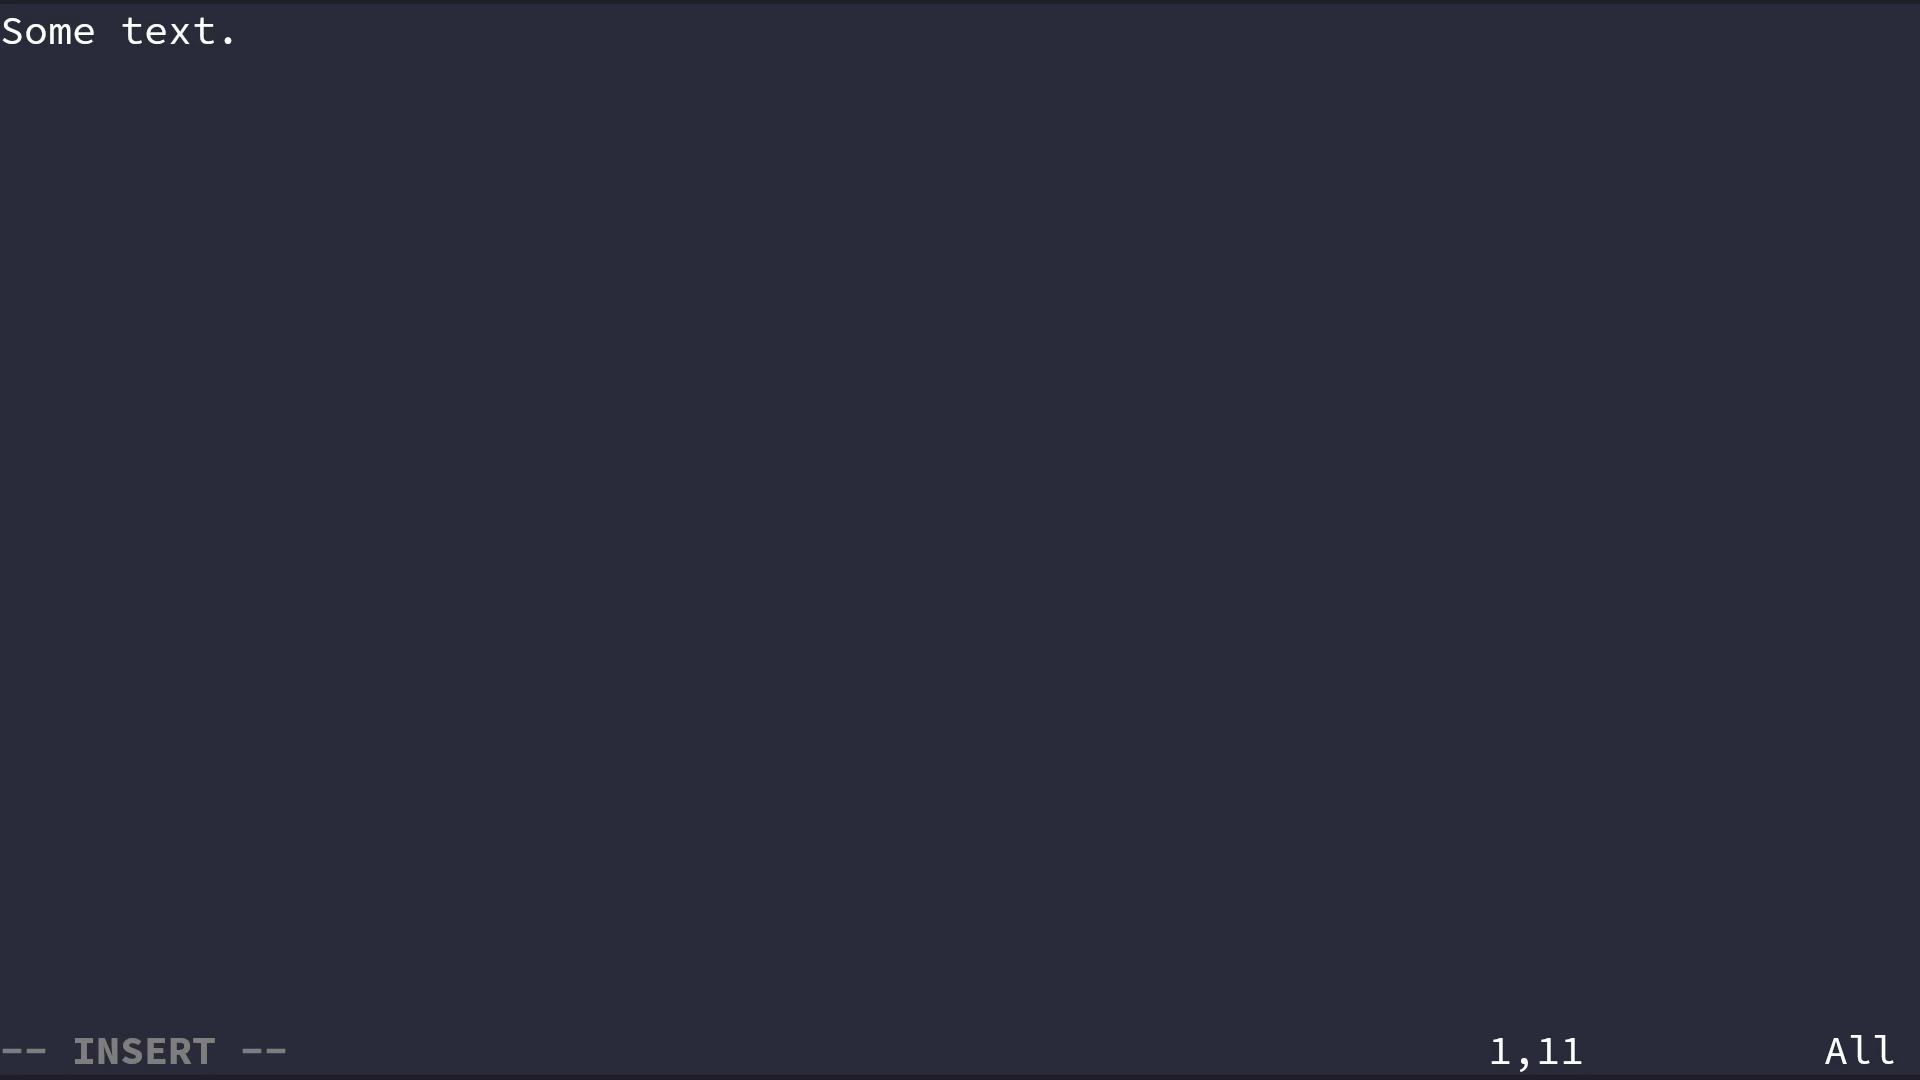 Some text.
-- INSERT -- 1,11 All